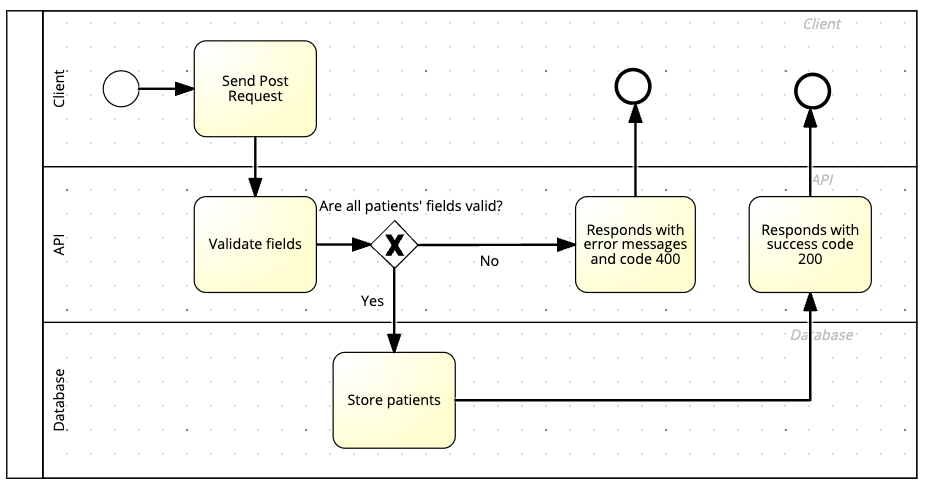 Client
Client
Send Post
Request
API
API
Are all patients' fields valid?
Validate fields
X
No
Yes
Responds with
error messages
and code 400
Responds with
success code
200
Database
Database
Store patients